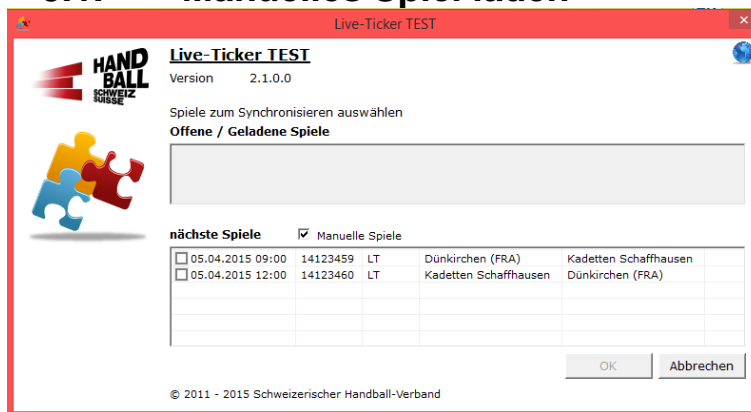 Live-Ticker TEST
HAND
BALL
SCHWEIZ
SUISSE
Live-Ticker TEST
Version 2.1.0.0
Spiele zum Synchronisieren auswählen
Offene / Geladene Spiele
nächste Spiele Manuelle Spiele
05.04.2015 09:00 14123459 LT Dünkirchen (FRA) Kadetten Schaffhausen
05.04.2015 12:00 14123460 LT Kadetten Schaffhausen Dünkirchen (FRA)
OK Abbrechen
© 2011 - 2015 Schweizerischer Handball-Verband